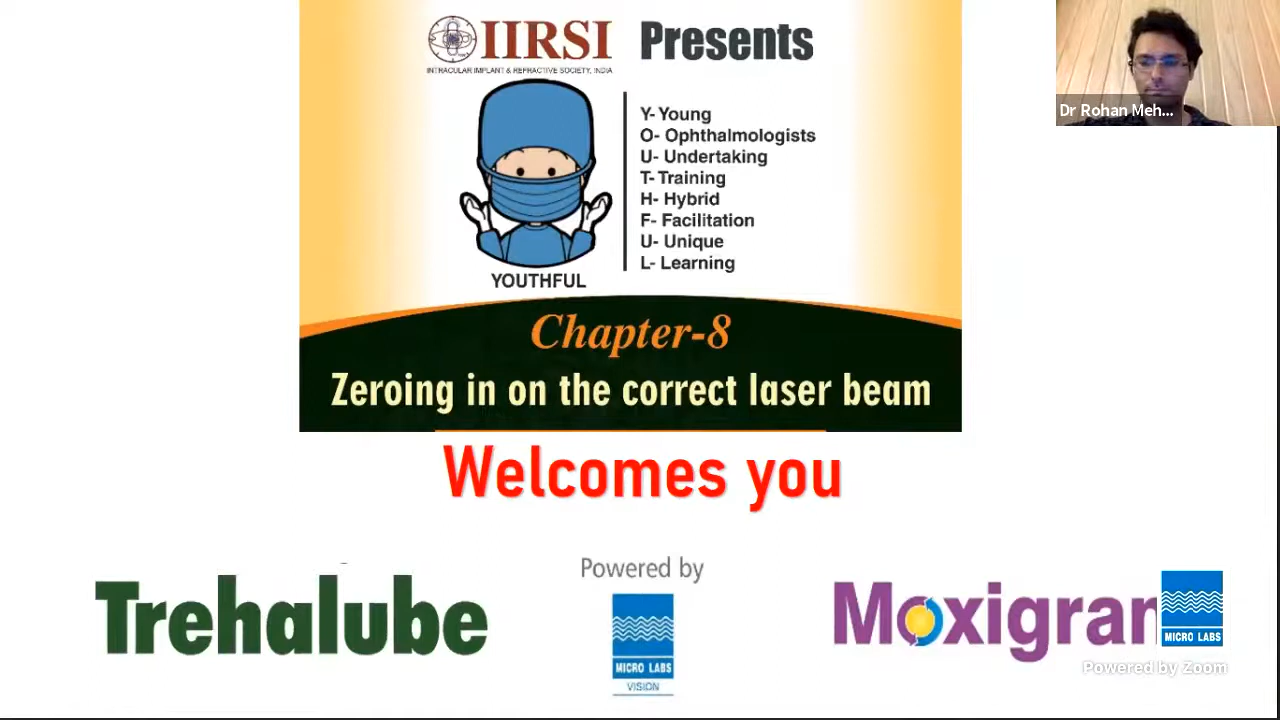 IIRSI Presents
INTRACULAR IMPLANT & REFRACTIVE SOCIETY, INDIA
Y- Young
O- Ophthalmologists
U- Undertaking
T- Training
H- Hybrid
F- Facilitation
U- Unique
L- Learning
YOUTHFUL
Dr Rohan Meh...
Chapter-8
Zeroing in on the correct laser beam
Welcomes you
Powered by
Trehalube
MICRO LABS
VISION
Moxigram
MICRO LABS
Powered by Zoom